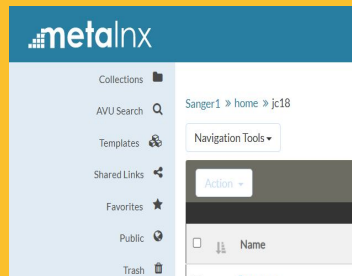 metalnx
Collections
AVU Search
Templates
Shared Links
Favorites
Public
Trash
Sanger1 » home » jc18
Navigation Tools
Action
Name